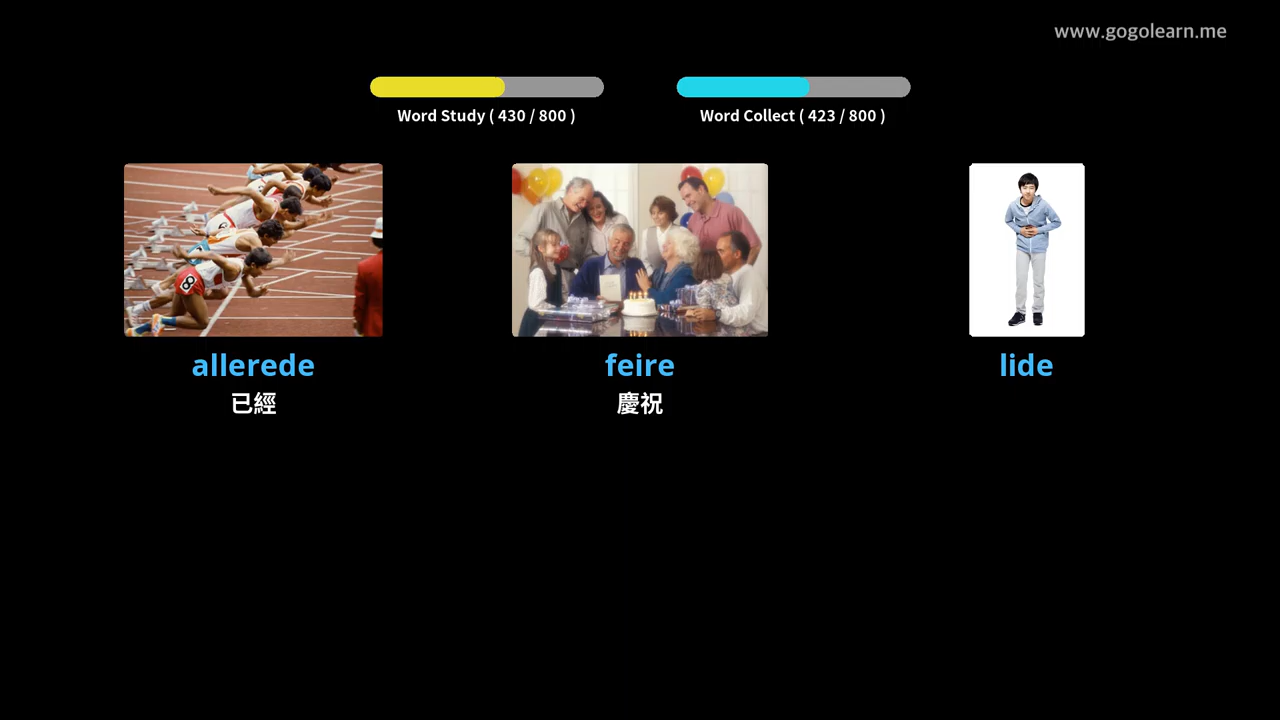 www.gogolearn.me
Word Study ( 430 / 800 )
Word Collect ( 423 / 800 )
allerede
已經
feire
慶祝
lide